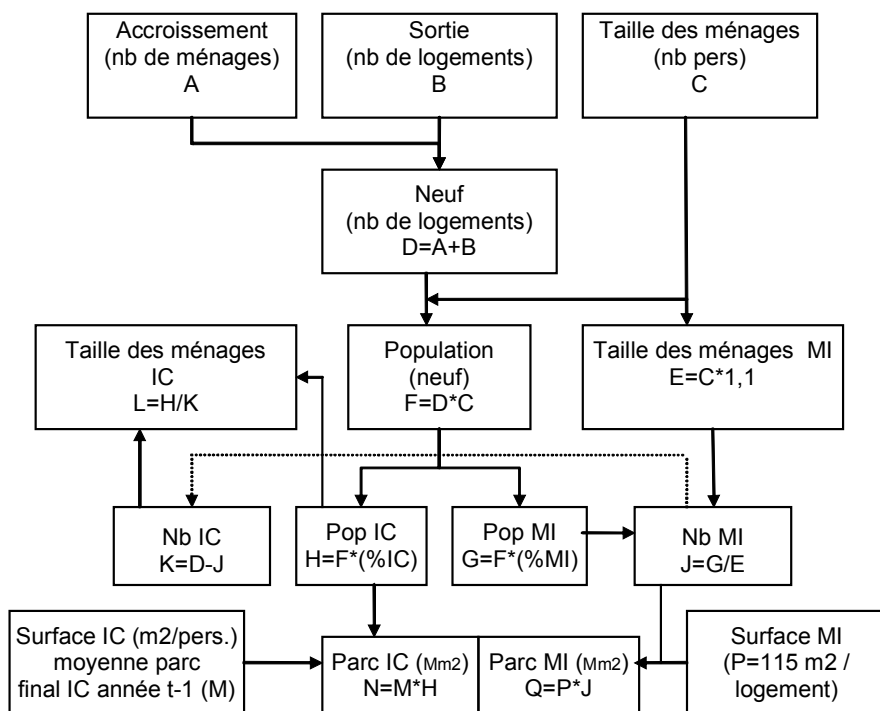 Accroissement
(nb de ménages)
A
Sortie
(nb de logements)
B
Taille des ménages
(nb pers)
C
Neuf
(nb de logements)
D=A+B
Taille des ménages
IC
L=H/K
Population
(neuf)
F=D*C
Taille des ménages MI
E=C*1,1
Nb IC
K=D-J
Pop IC
H=F*(%IC)
Pop MI
G=F*(%MI)
Nb MI
J=G/E
Surface IC (m2/pers.)
moyenne parc
final IC année t-1 (M)
Parc IC (Mm2)
N=M*H
Parc MI (Mm2)
Q=P*J
Surface MI
(P=115 m2 /
logement)